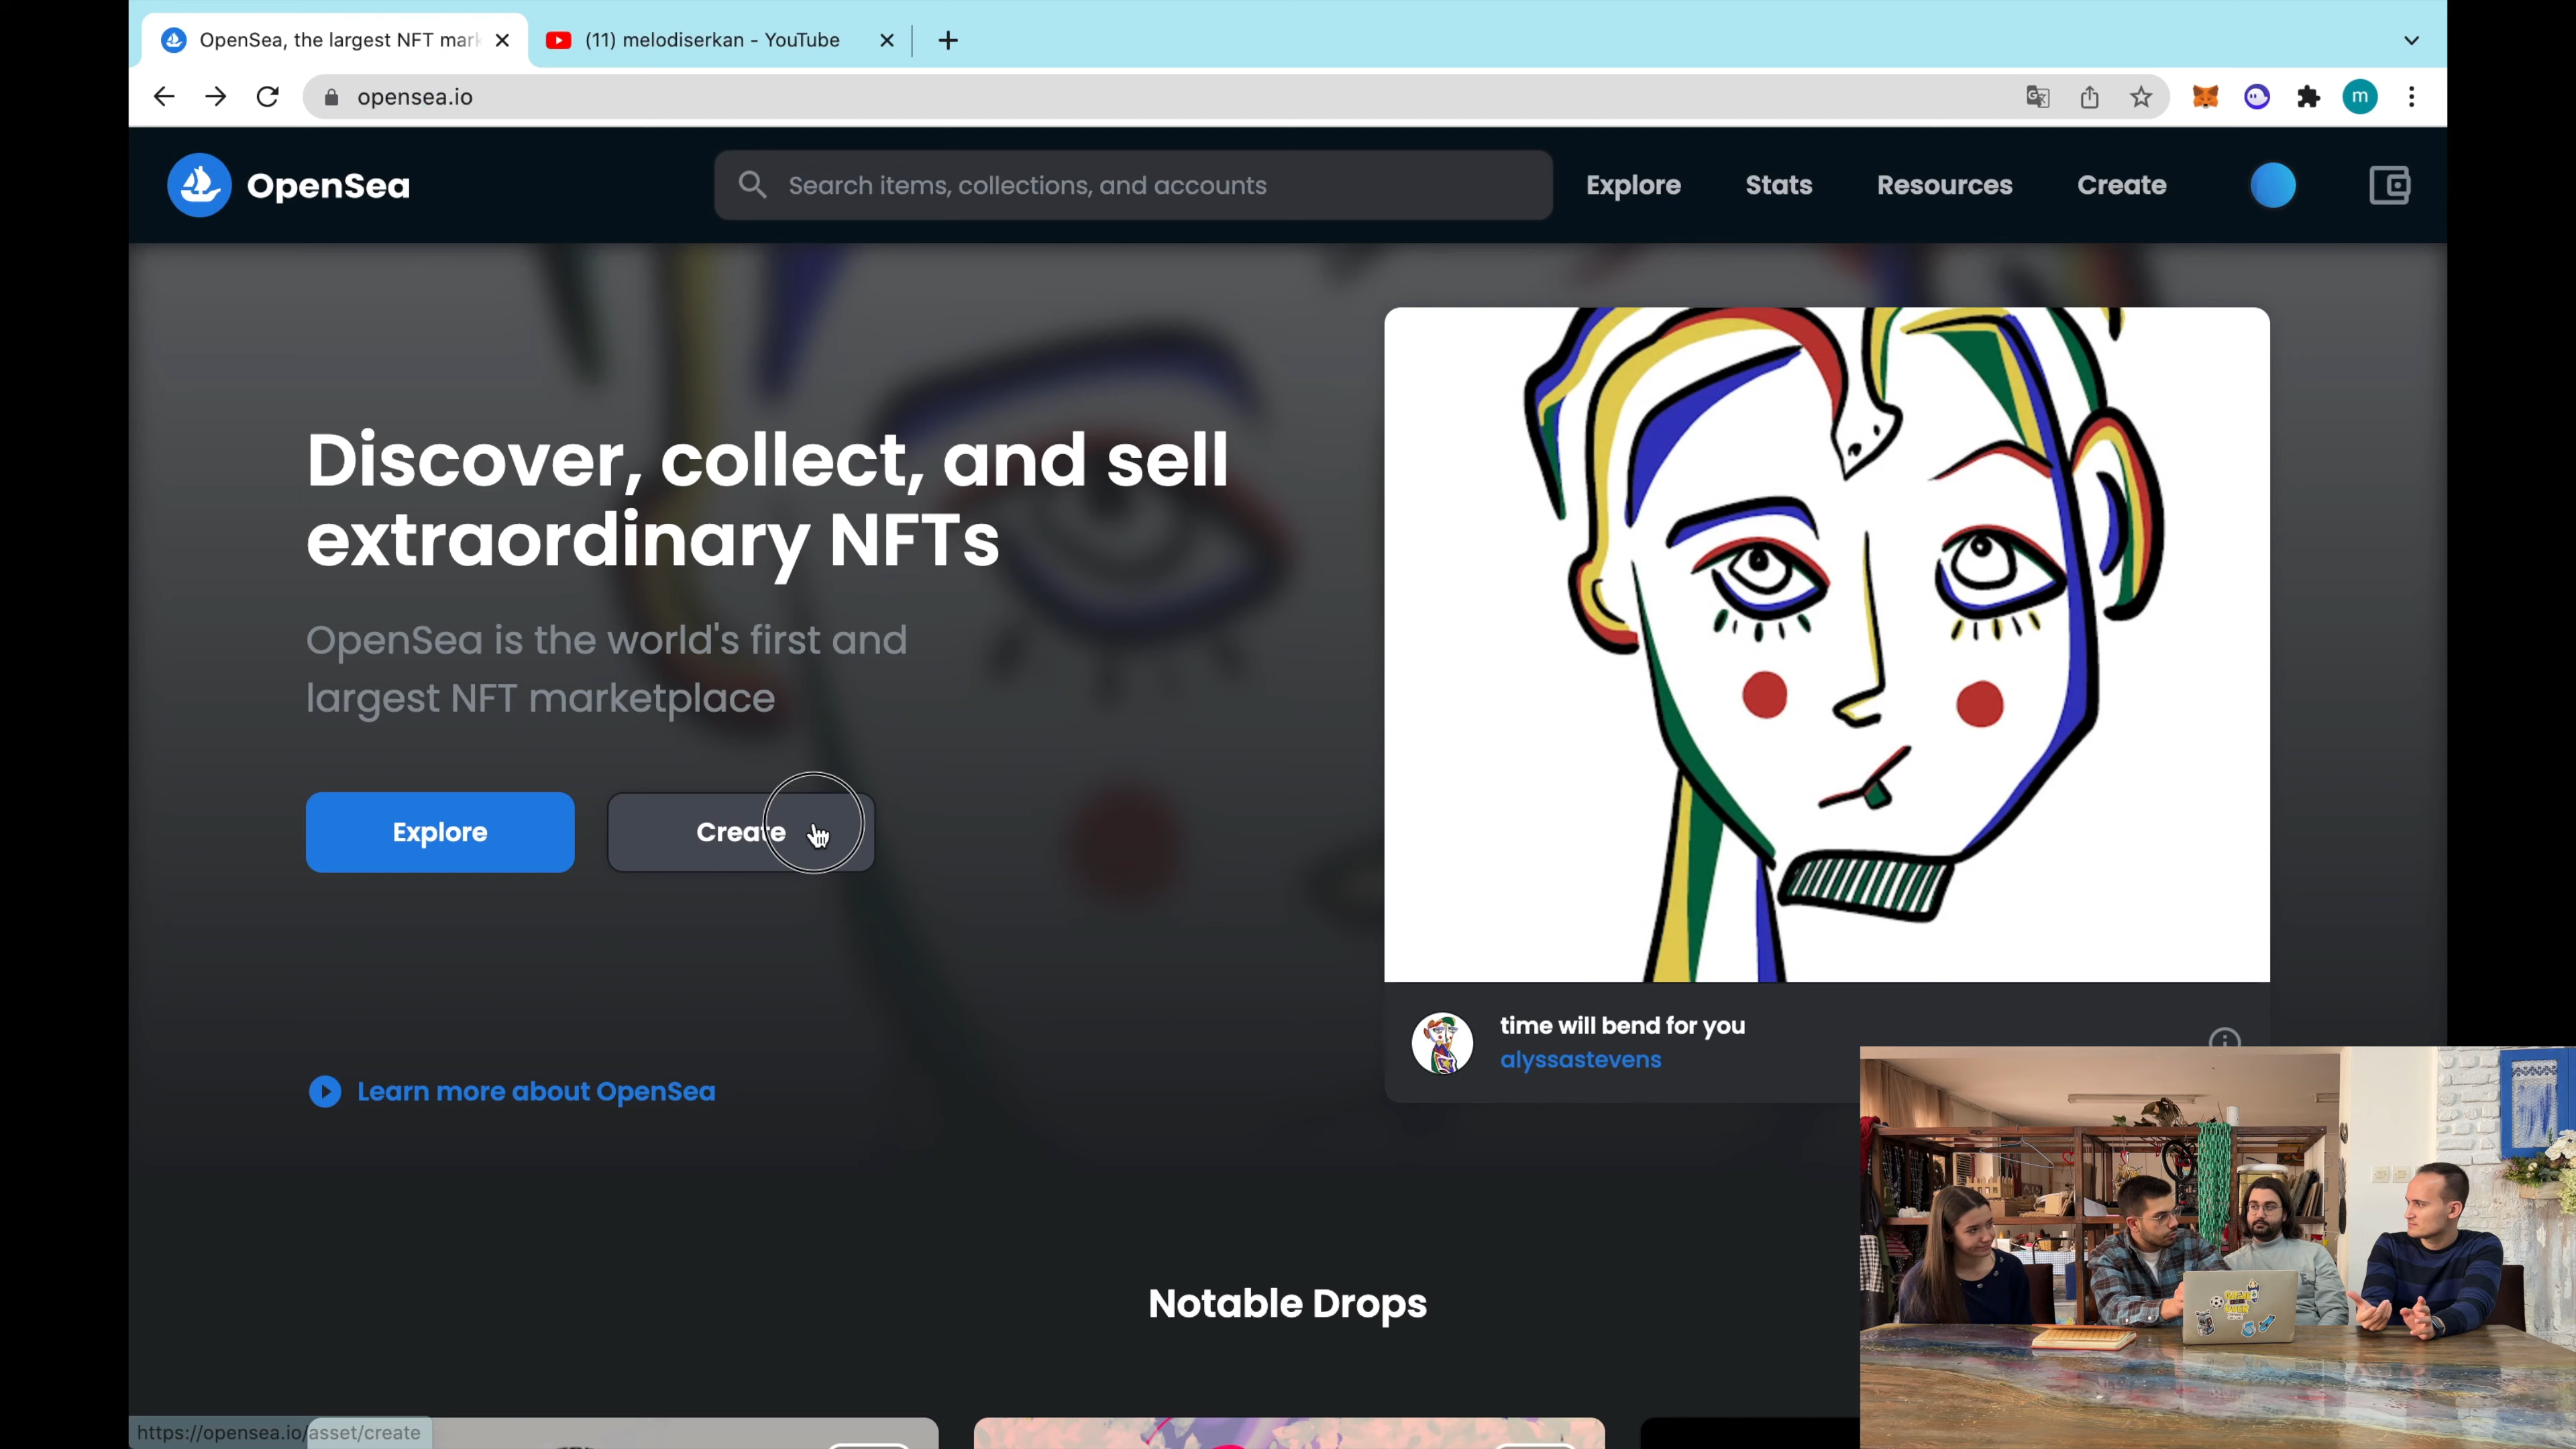 OpenSea, the largest NFT mar
(11) melodiserkan - YouTube
opensea.io
m
OpenSea
Search items, collections, and accounts
Explore
Stats
Resources
Create
Discover, collect, and sell
extraordinary NFTs
OpenSea is the world's first and
largest NFT marketplace
Explore
Create
time will bend for you
alyssastevens
Learn more about OpenSea
Notable Drops
https://opensea.io/asset/create